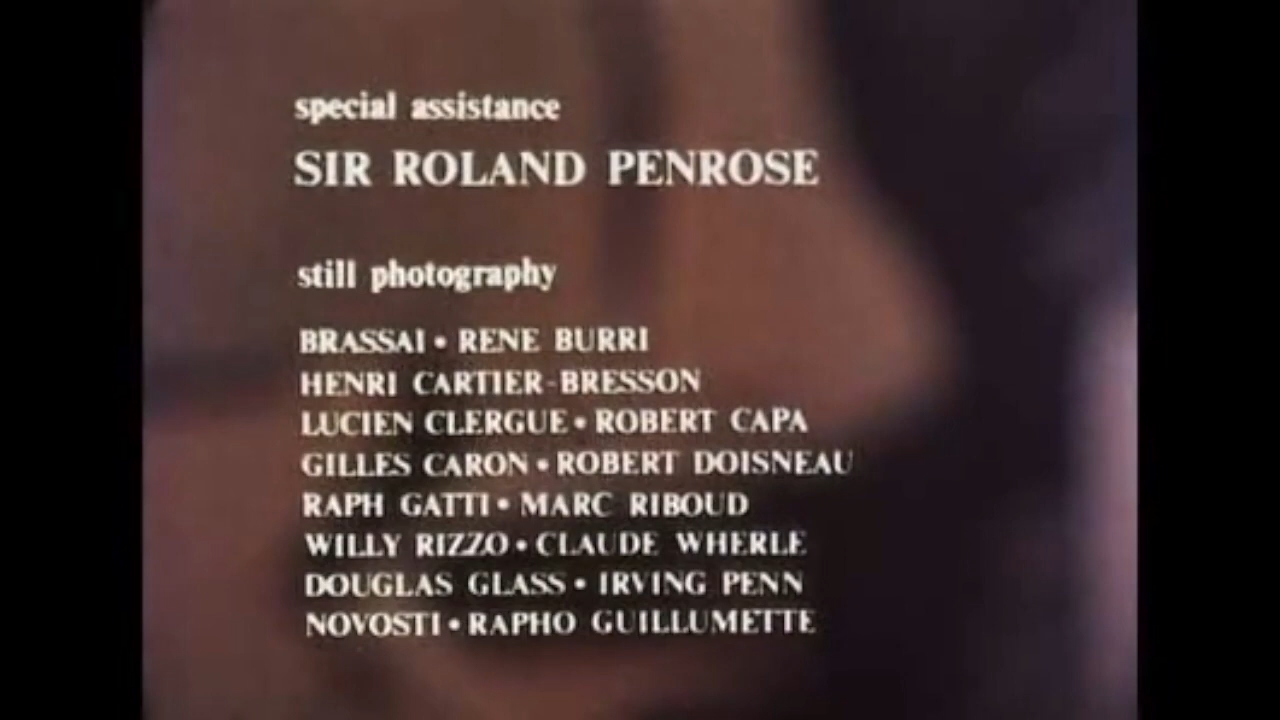 special assistance
SIR ROLAND PENROSE
still photography
BRASSAI • RENE BURRI
HENRI CARTIER-BRESSON
LUCIEN CLERGUE • ROBERT CAPA
GILLES CARON • ROBERT DOISNEAU
RAPH GATTI • MARC RIBOUD
WILLY RIZZO • CLAUDE WHERLE
DOUGLAS GLASS • IRVING PENN
NOVOSTI • RAPHO GUILLUMETTE